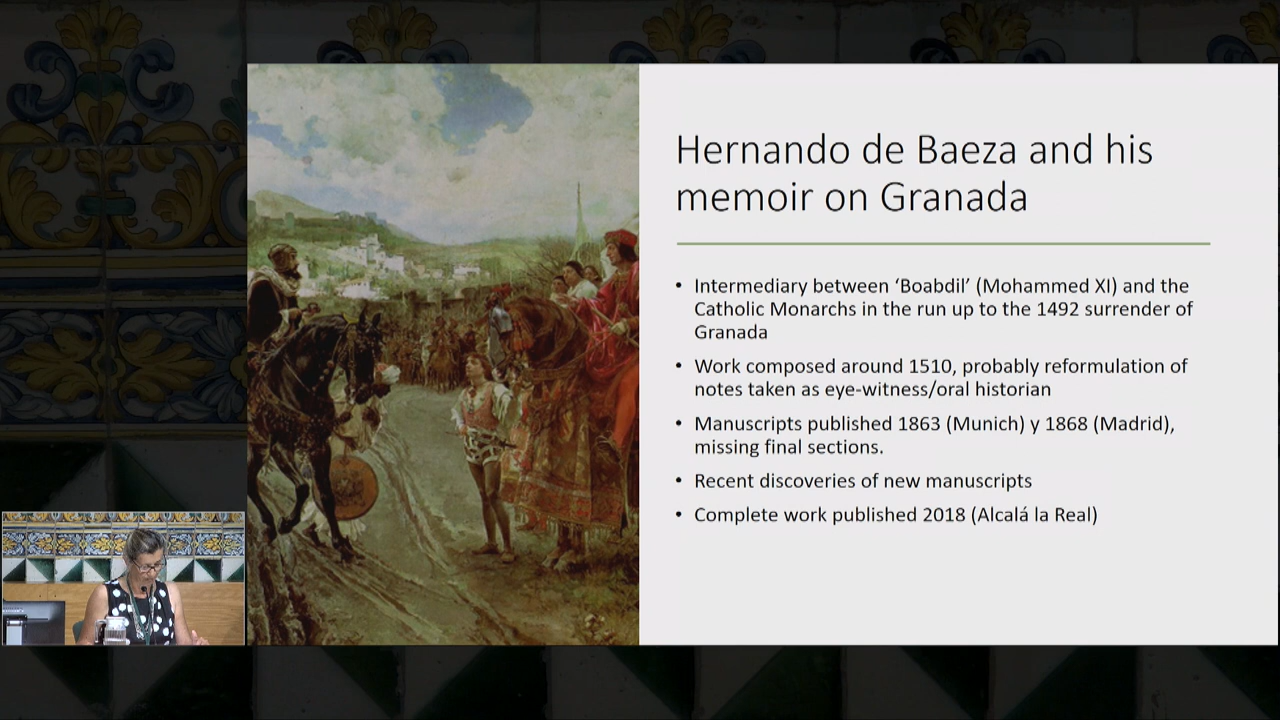 Hernando de Baeza and his
memoir on Granada
• Intermediary between ‘Boabdil’ (Mohammed XI) and the
Catholic Monarchs in the run up to the 1492 surrender of
Granada
• Work composed around 1510, probably reformulation of
notes taken as eye-witness/oral historian
• Manuscripts published 1863 (Munich) y 1868 (Madrid),
missing final sections.
• Recent discoveries of new manuscripts
• Complete work published 2018 (Alcalá la Real)